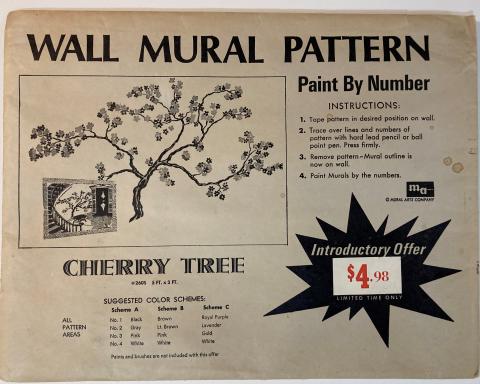 WALL MURAL PATTERN
Paint By Number
INSTRUCTIONS:
1. Tape pattern in desired position on wall.
2. Trace over lines and numbers of
pattern with hard lead pencil or ball
point pen. Press firmly.
3. Remove pattern—Mural outline is
now on wall.
4. Paint Murals by the numbers.
ma
© MURAL ARTS COMPANY
Introductory Offer
$4.98
LIMITED TIME ONLY
CHERRY TREE
#2605 5 FT. x 3 FT.
SUGGESTED COLOR SCHEMES:
Scheme A Scheme B Scheme C
ALL PATTERN AREAS
No. 1 Black Brown Royal Purple
No. 2 Gray Lt. Brown Lavender
No. 3 Pink Pink Gold
No. 4 White White White
Paints and brushes are not included with this offer